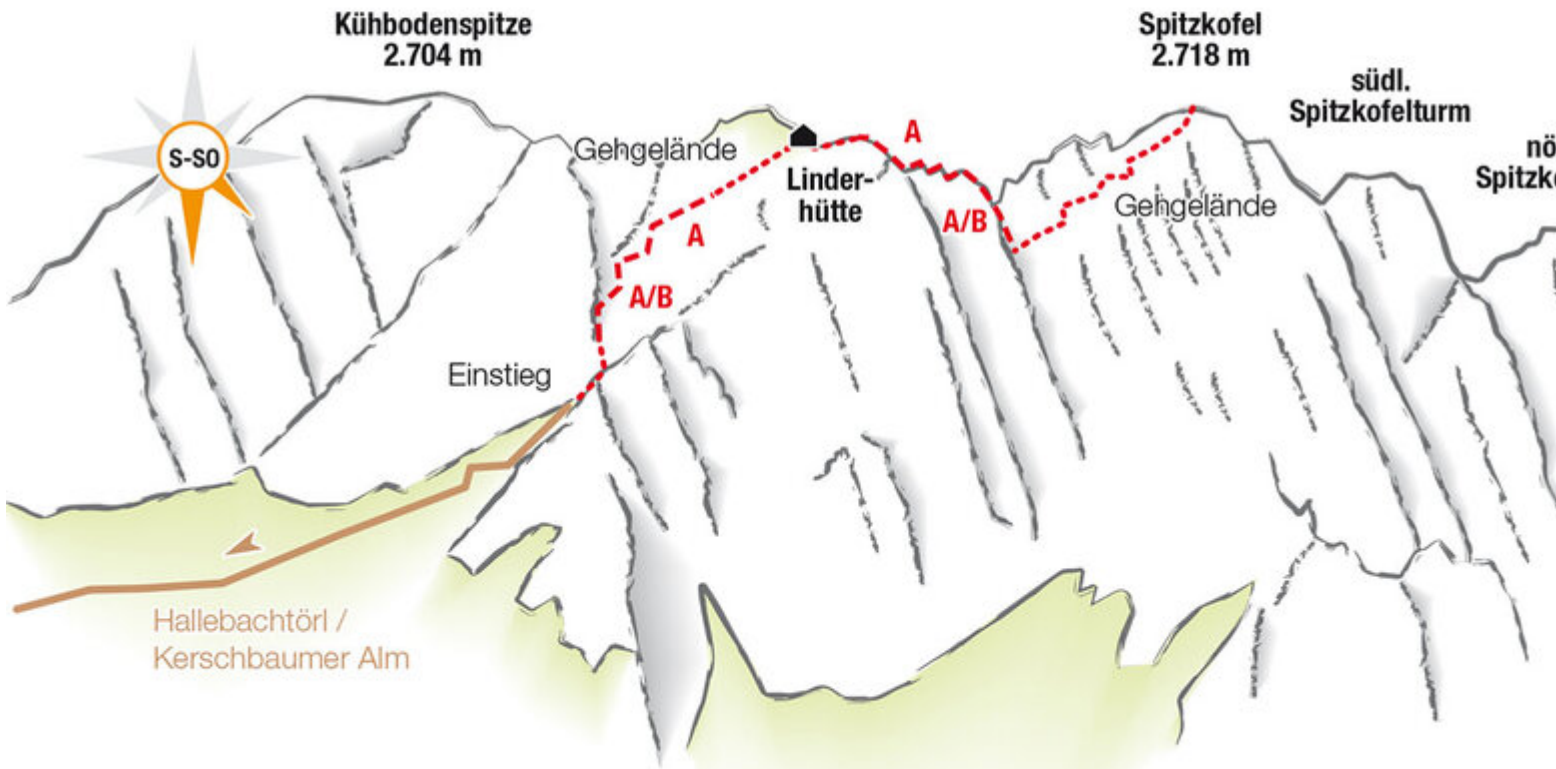 Kühbodenspitze
2.704 m
Spitzkofel
2.718 m
südl.
Spitzkofelturm
S-SO
Gehgelände
A
Linder-
hütte
A
A/B
Gehgelände
A/B
Einstieg
Hallebachtörl /
Kerschbaumer Alm